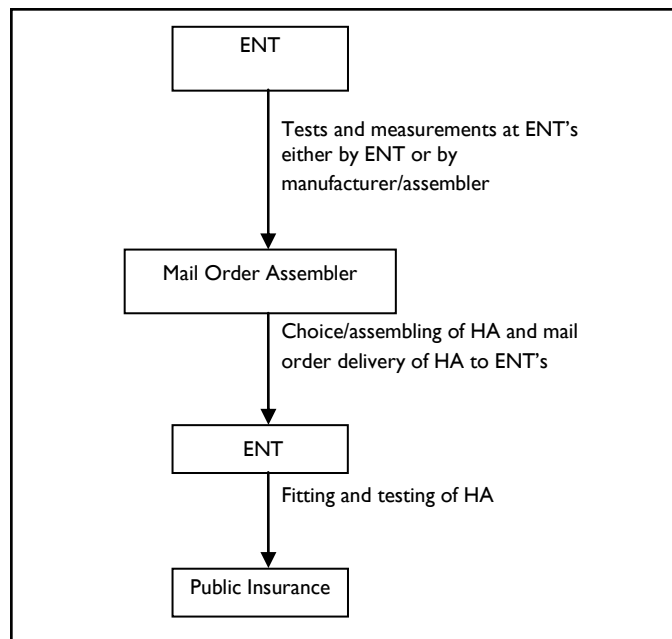 ENT
Tests and measurements at ENT's
either by ENT or by
manufacturer/assembler
Mail Order Assembler
Choice/assembling of HA and mail
order delivery of HA to ENT's
ENT
Fitting and testing of HA
Public Insurance